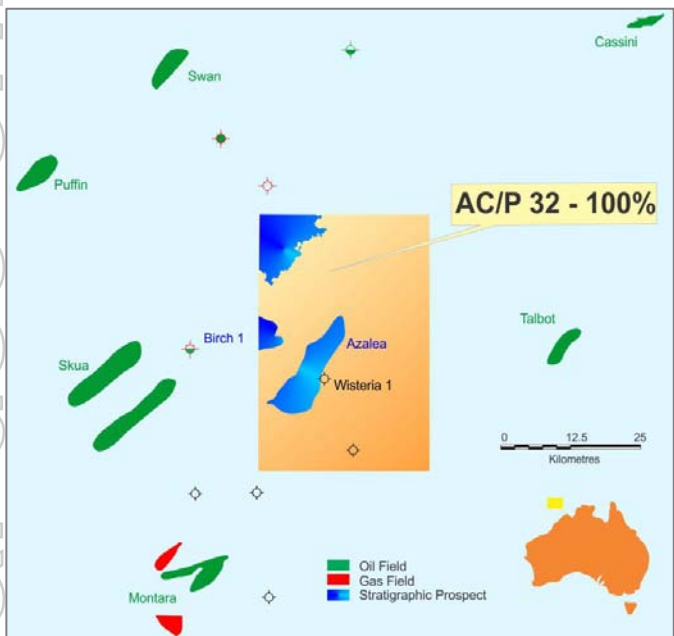 Cassini
Swan
Puffin
AC/P 32 - 100%
Talbot
Birch 1
Azalea
Skua
Wisteria 1
0 12.5 25
Kilometres
Oil Field
Gas Field
Stratigraphic Prospect
Montara